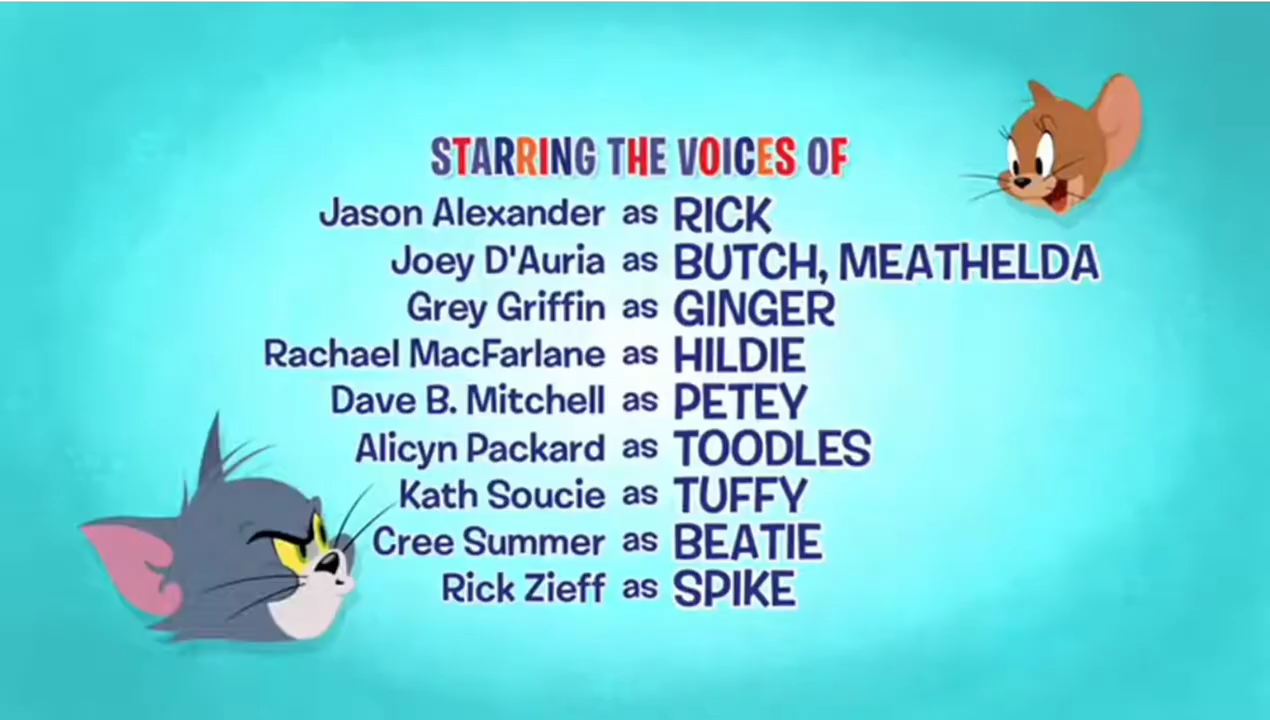 STARRING THE VOICES OF
Jason Alexander as RICK
Joey D'Auria as BUTCH, MEATHELDA
Grey Griffin as GINGER
Rachael MacFarlane as HILDIE
Dave B. Mitchell as PETEY
Alicyn Packard as TOODLES
Kath Soucie as TUFFY
Cree Summer as BEATIE
Rick Zieff as SPIKE